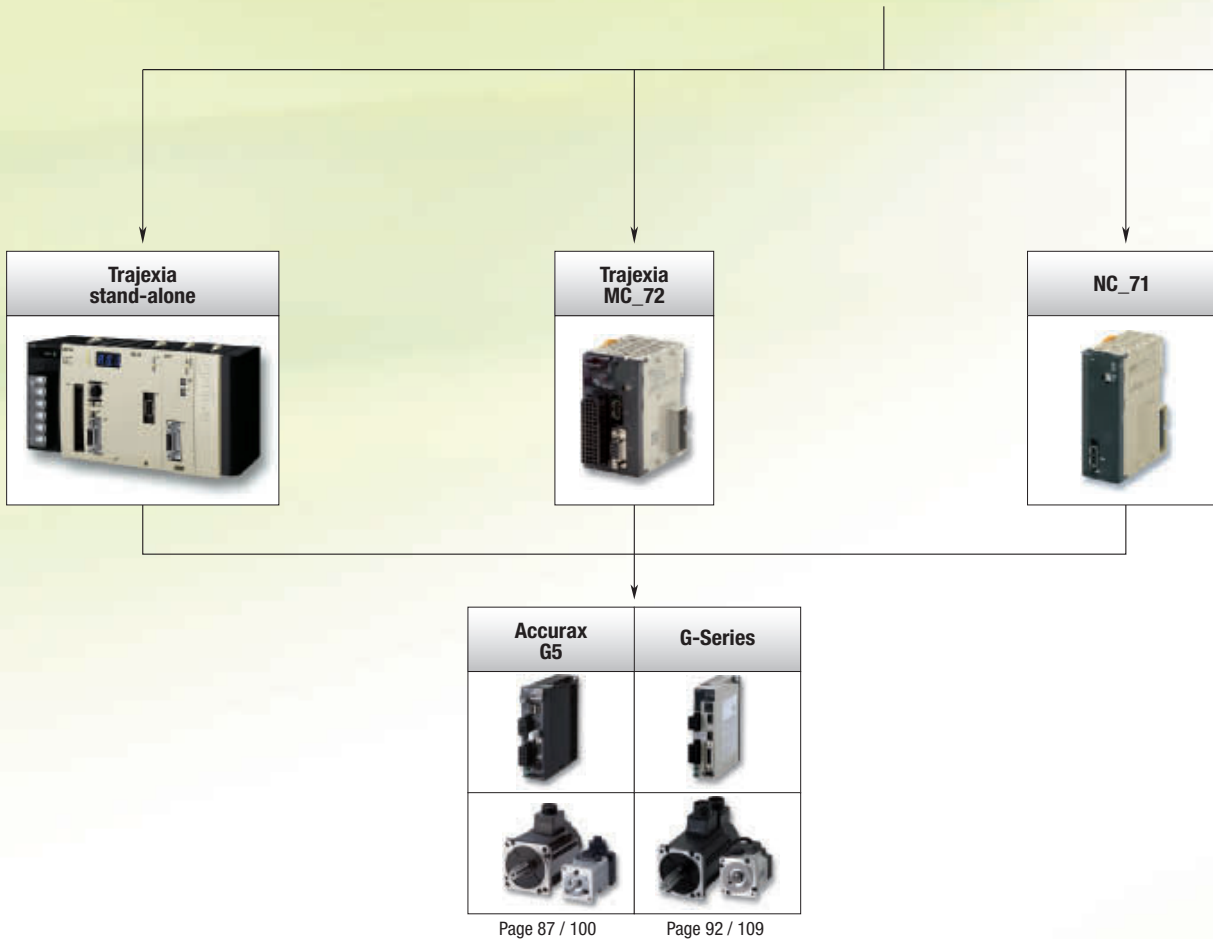 Trajexia
stand-alone
Trajexia
MC_72
NC_71
Accurax
G5
G-Series
Page 87 / 100
Page 92 / 109